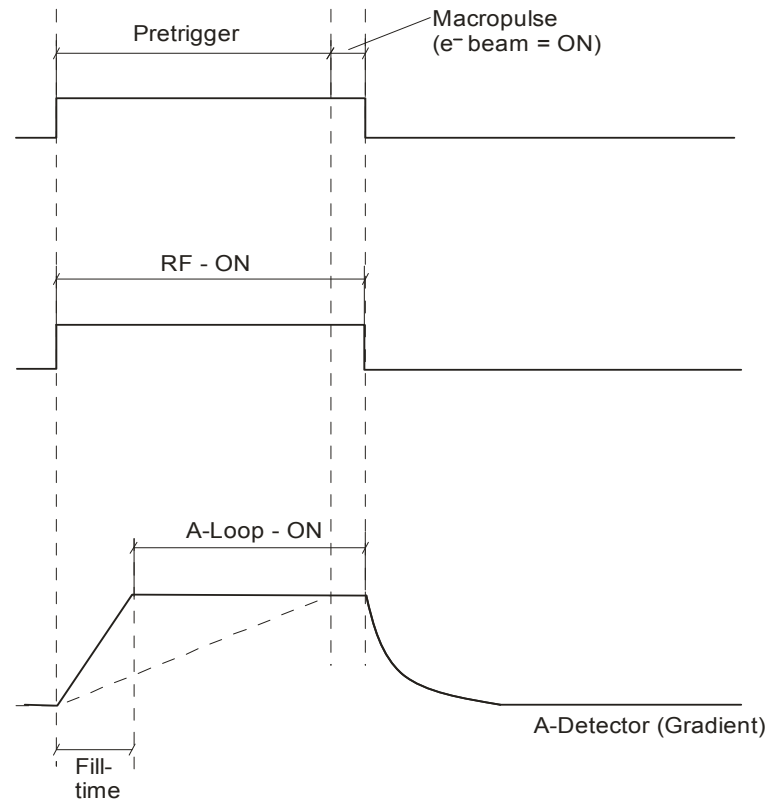 Macropulse
(e⁻ beam = ON)
Pretrigger
RF - ON
A-Loop - ON
A-Detector (Gradient)
Fill-
time